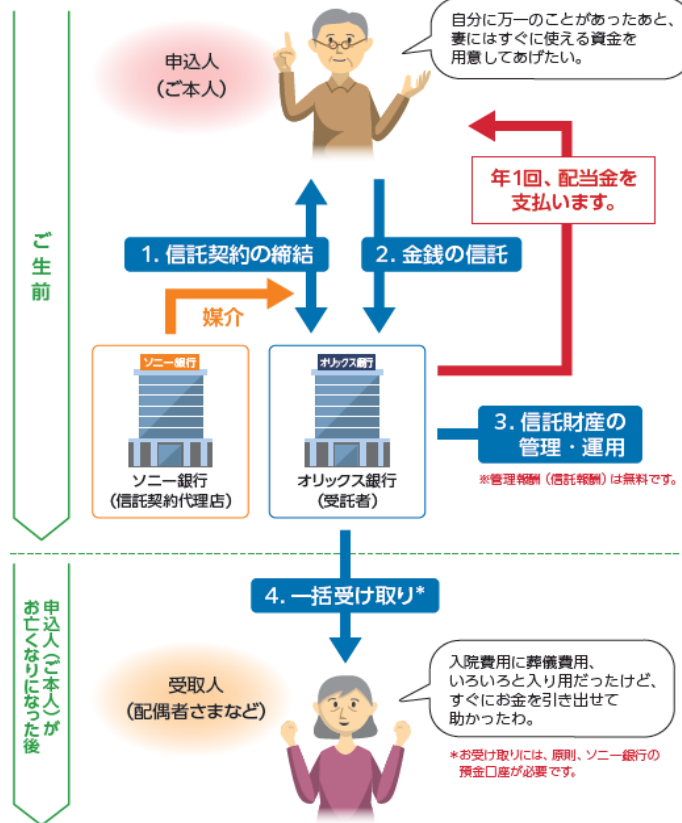 自分に万一のことがあったあと、
妻にはすぐに使える資金を
用意してあげたい。
申込人
(ご本人)
年1回、配当金を
支払います。
ご生前
1. 信託契約の締結
2. 金銭の信託
媒介
ソニー銀行
オリックス銀行
3. 信託財産の
管理・運用
※管理報酬(信託報酬)は無料です。
ソニー銀行
(信託契約代理店)
オリックス銀行
(受託者)
4. 一括受け取り*
申込人(ご本人)が
お亡くなりになった後
受取人
(配偶者さまなど)
入院費用に葬儀費用、
いろいろと入り用だったけど、
すぐにお金を引き出せて
助かったわ。
*お受け取りには、原則、ソニー銀行の
預金口座が必要です。